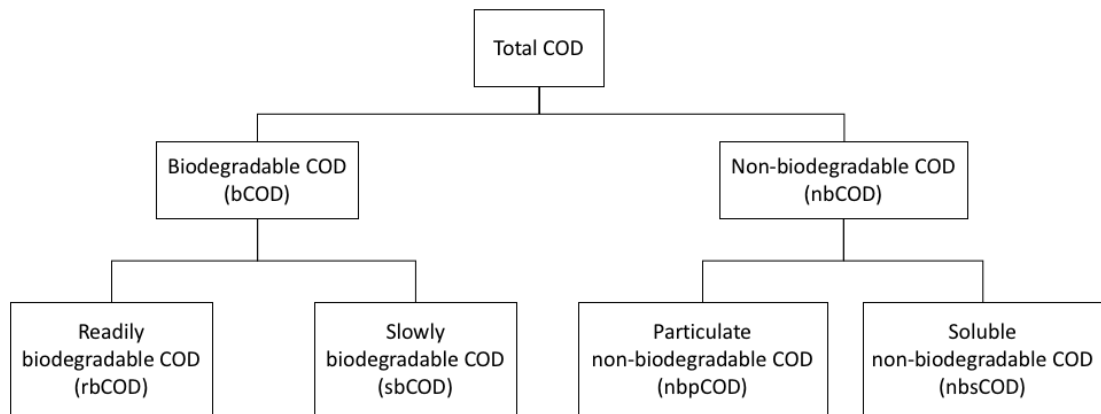 Total COD
Biodegradable COD
(bCOD)
Non-biodegradable COD
(nbCOD)
Readily
biodegradable COD
(rbCOD)
Slowly
biodegradable COD
(sbCOD)
Particulate
non-biodegradable COD
(nbpCOD)
Soluble
non-biodegradable COD
(nbsCOD)